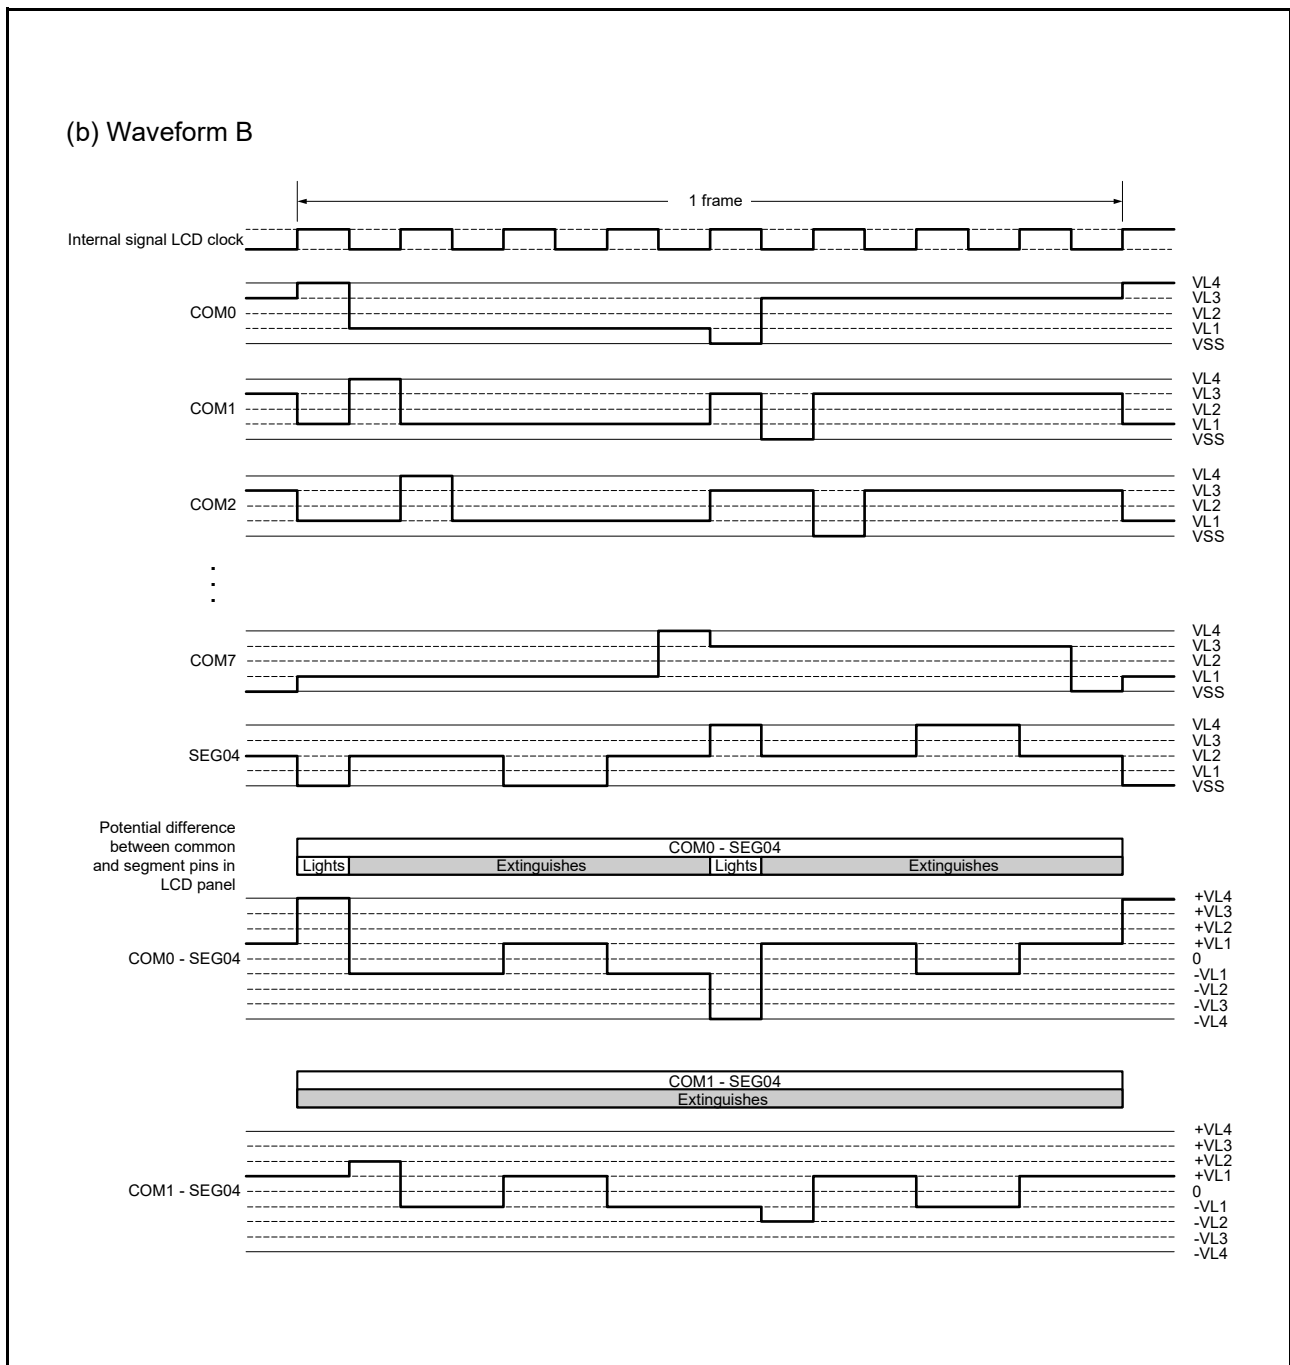 (b) Waveform B
1 frame
Internal signal LCD clock
COM0
VL4
VL3
VL2
VL1
VSS
COM1
VL4
VL3
VL2
VL1
VSS
COM2
VL4
VL3
VL2
VL1
VSS
COM7
VL4
VL3
VL2
VL1
VSS
SEG04
VL4
VL3
VL2
VL1
VSS
Potential difference
between common
and segment pins in
LCD panel
COM0 - SEG04
Lights Extinguishes Lights Extinguishes
COM0 - SEG04
+VL4
+VL3
+VL2
+VL1
0
-VL1
-VL2
-VL3
-VL4
COM1 - SEG04
Extinguishes
COM1 - SEG04
+VL4
+VL3
+VL2
+VL1
0
-VL1
-VL2
-VL3
-VL4